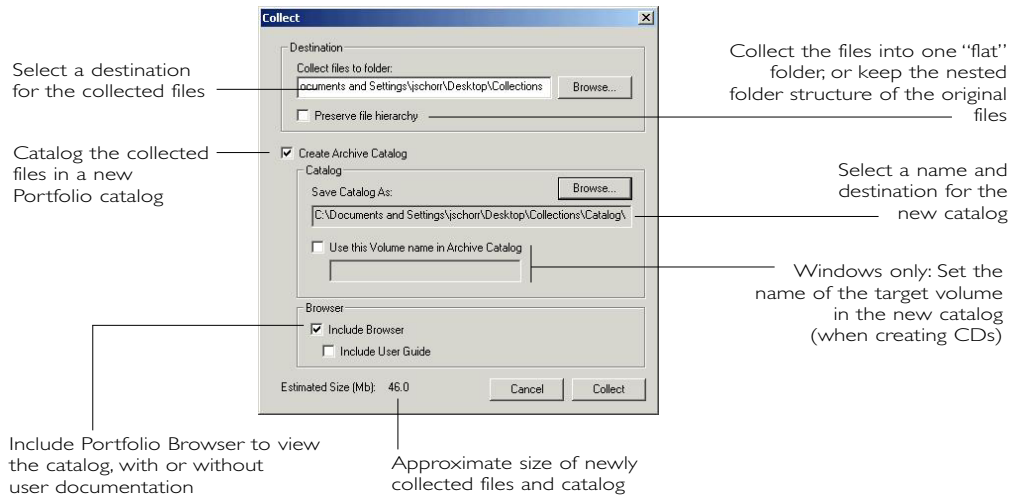 Collect
Destination
Collect files to folder:
ocuments and Settings\jschorr\Desktop\Collections
Browse...
Preserve file hierarchy
Create Archive Catalog
Catalog
Save Catalog As:
Browse...
C:\Documents and Settings\jschorr\Desktop\Collections\Catalog\
Use this Volume name in Archive Catalog
Browser
Include Browser
Include User Guide
Estimated Size (Mb): 46.0
Cancel
Collect
Select a destination
for the collected files
Catalog the collected
files in a new
Portfolio catalog
Include Portfolio Browser to view
the catalog, with or without
user documentation
Approximate size of newly
collected files and catalog
Collect the files into one “flat”
folder, or keep the nested
folder structure of the original
files
Select a name and
destination for the
new catalog
Windows only: Set the
name of the target volume
in the new catalog
(when creating CDs)